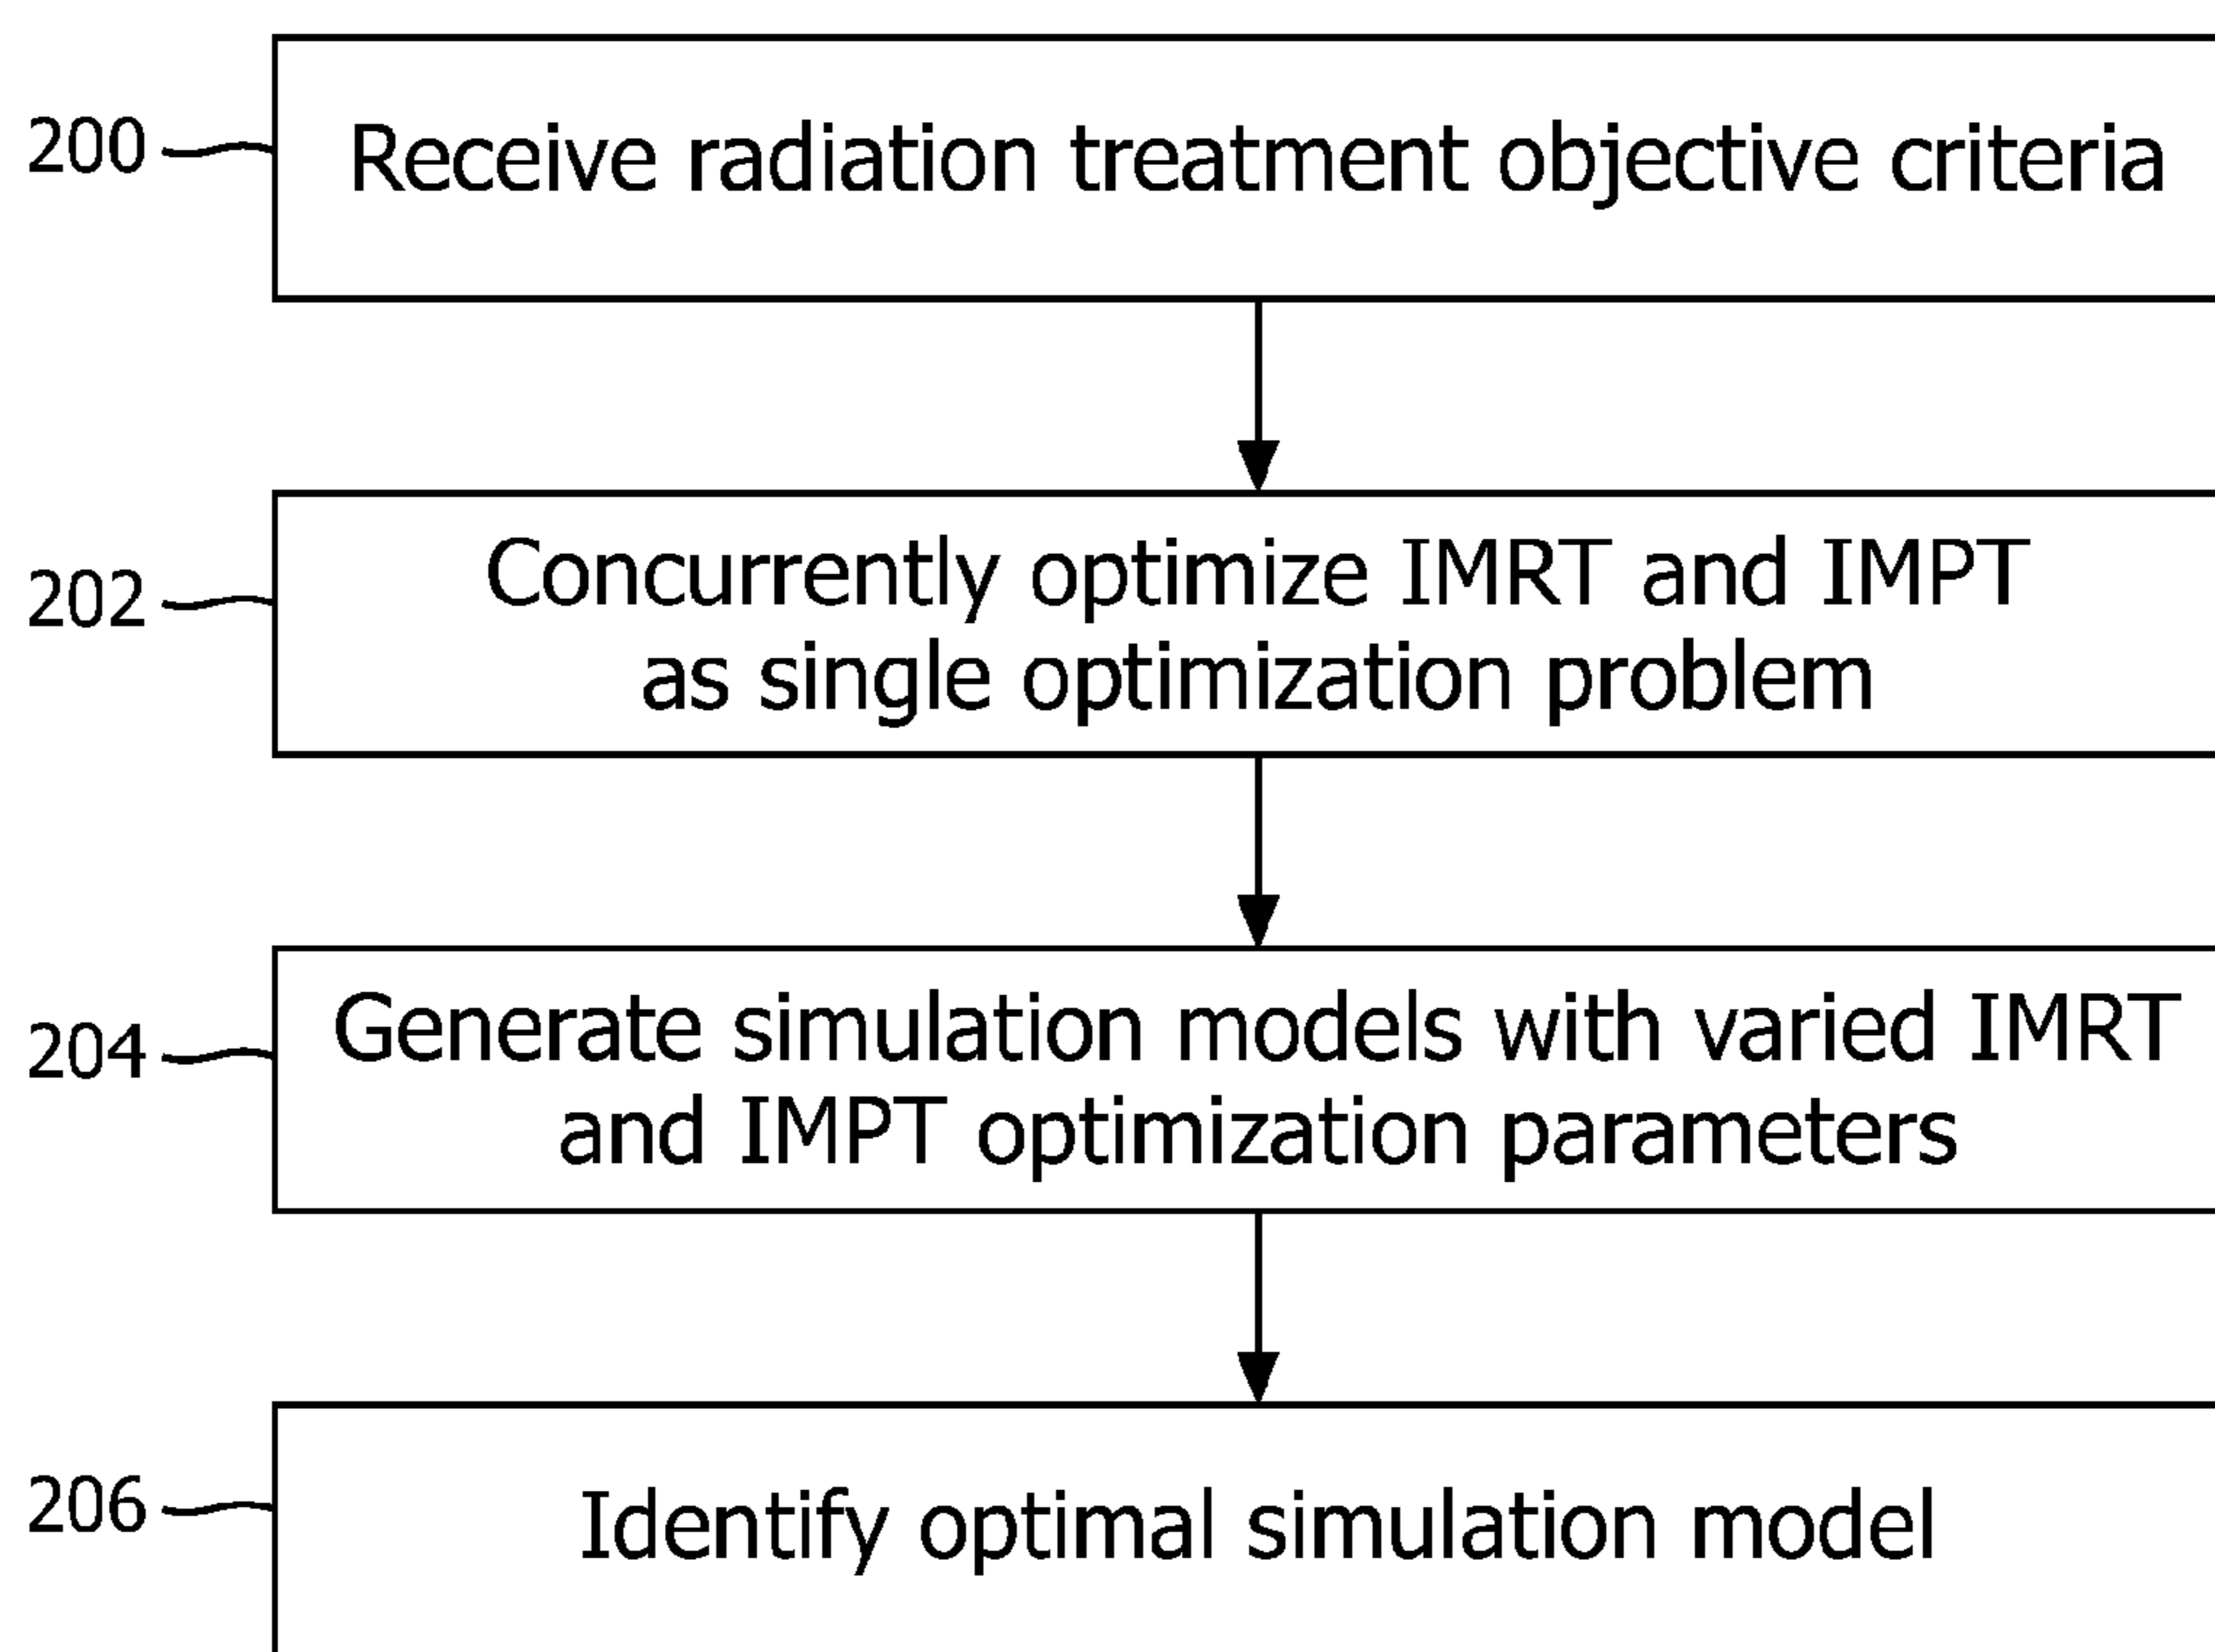 200
Receive radiation treatment objective criteria
202
Concurrently optimize IMRT and IMPT
as single optimization problem
204
Generate simulation models with varied IMRT
and IMPT optimization parameters
206
Identify optimal simulation model